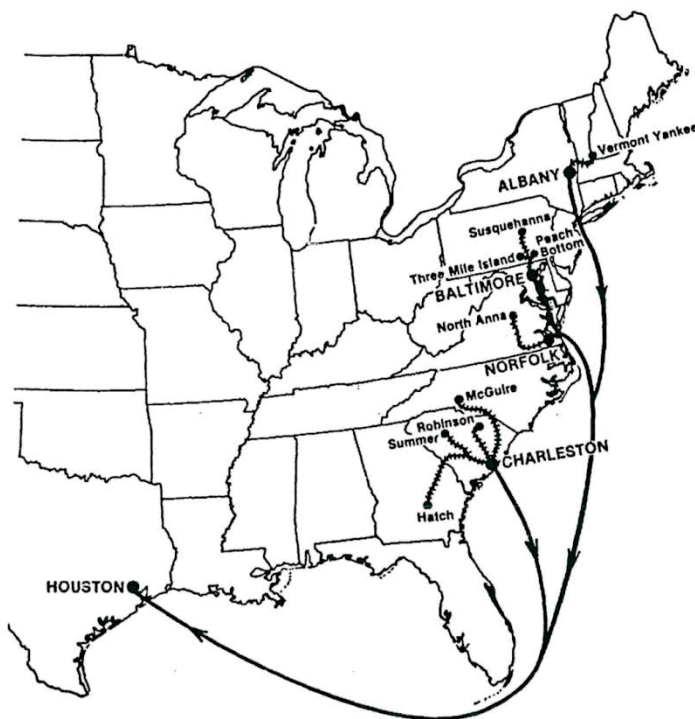 Vermont Yankee
ALBANY
Susquehanna
Peach
Bottom
Three Mile Island
BALTIMORE
North Anna
NORFOLK
McGuire
Robinson
Summer
CHARLESTON
Hatch
HOUSTON